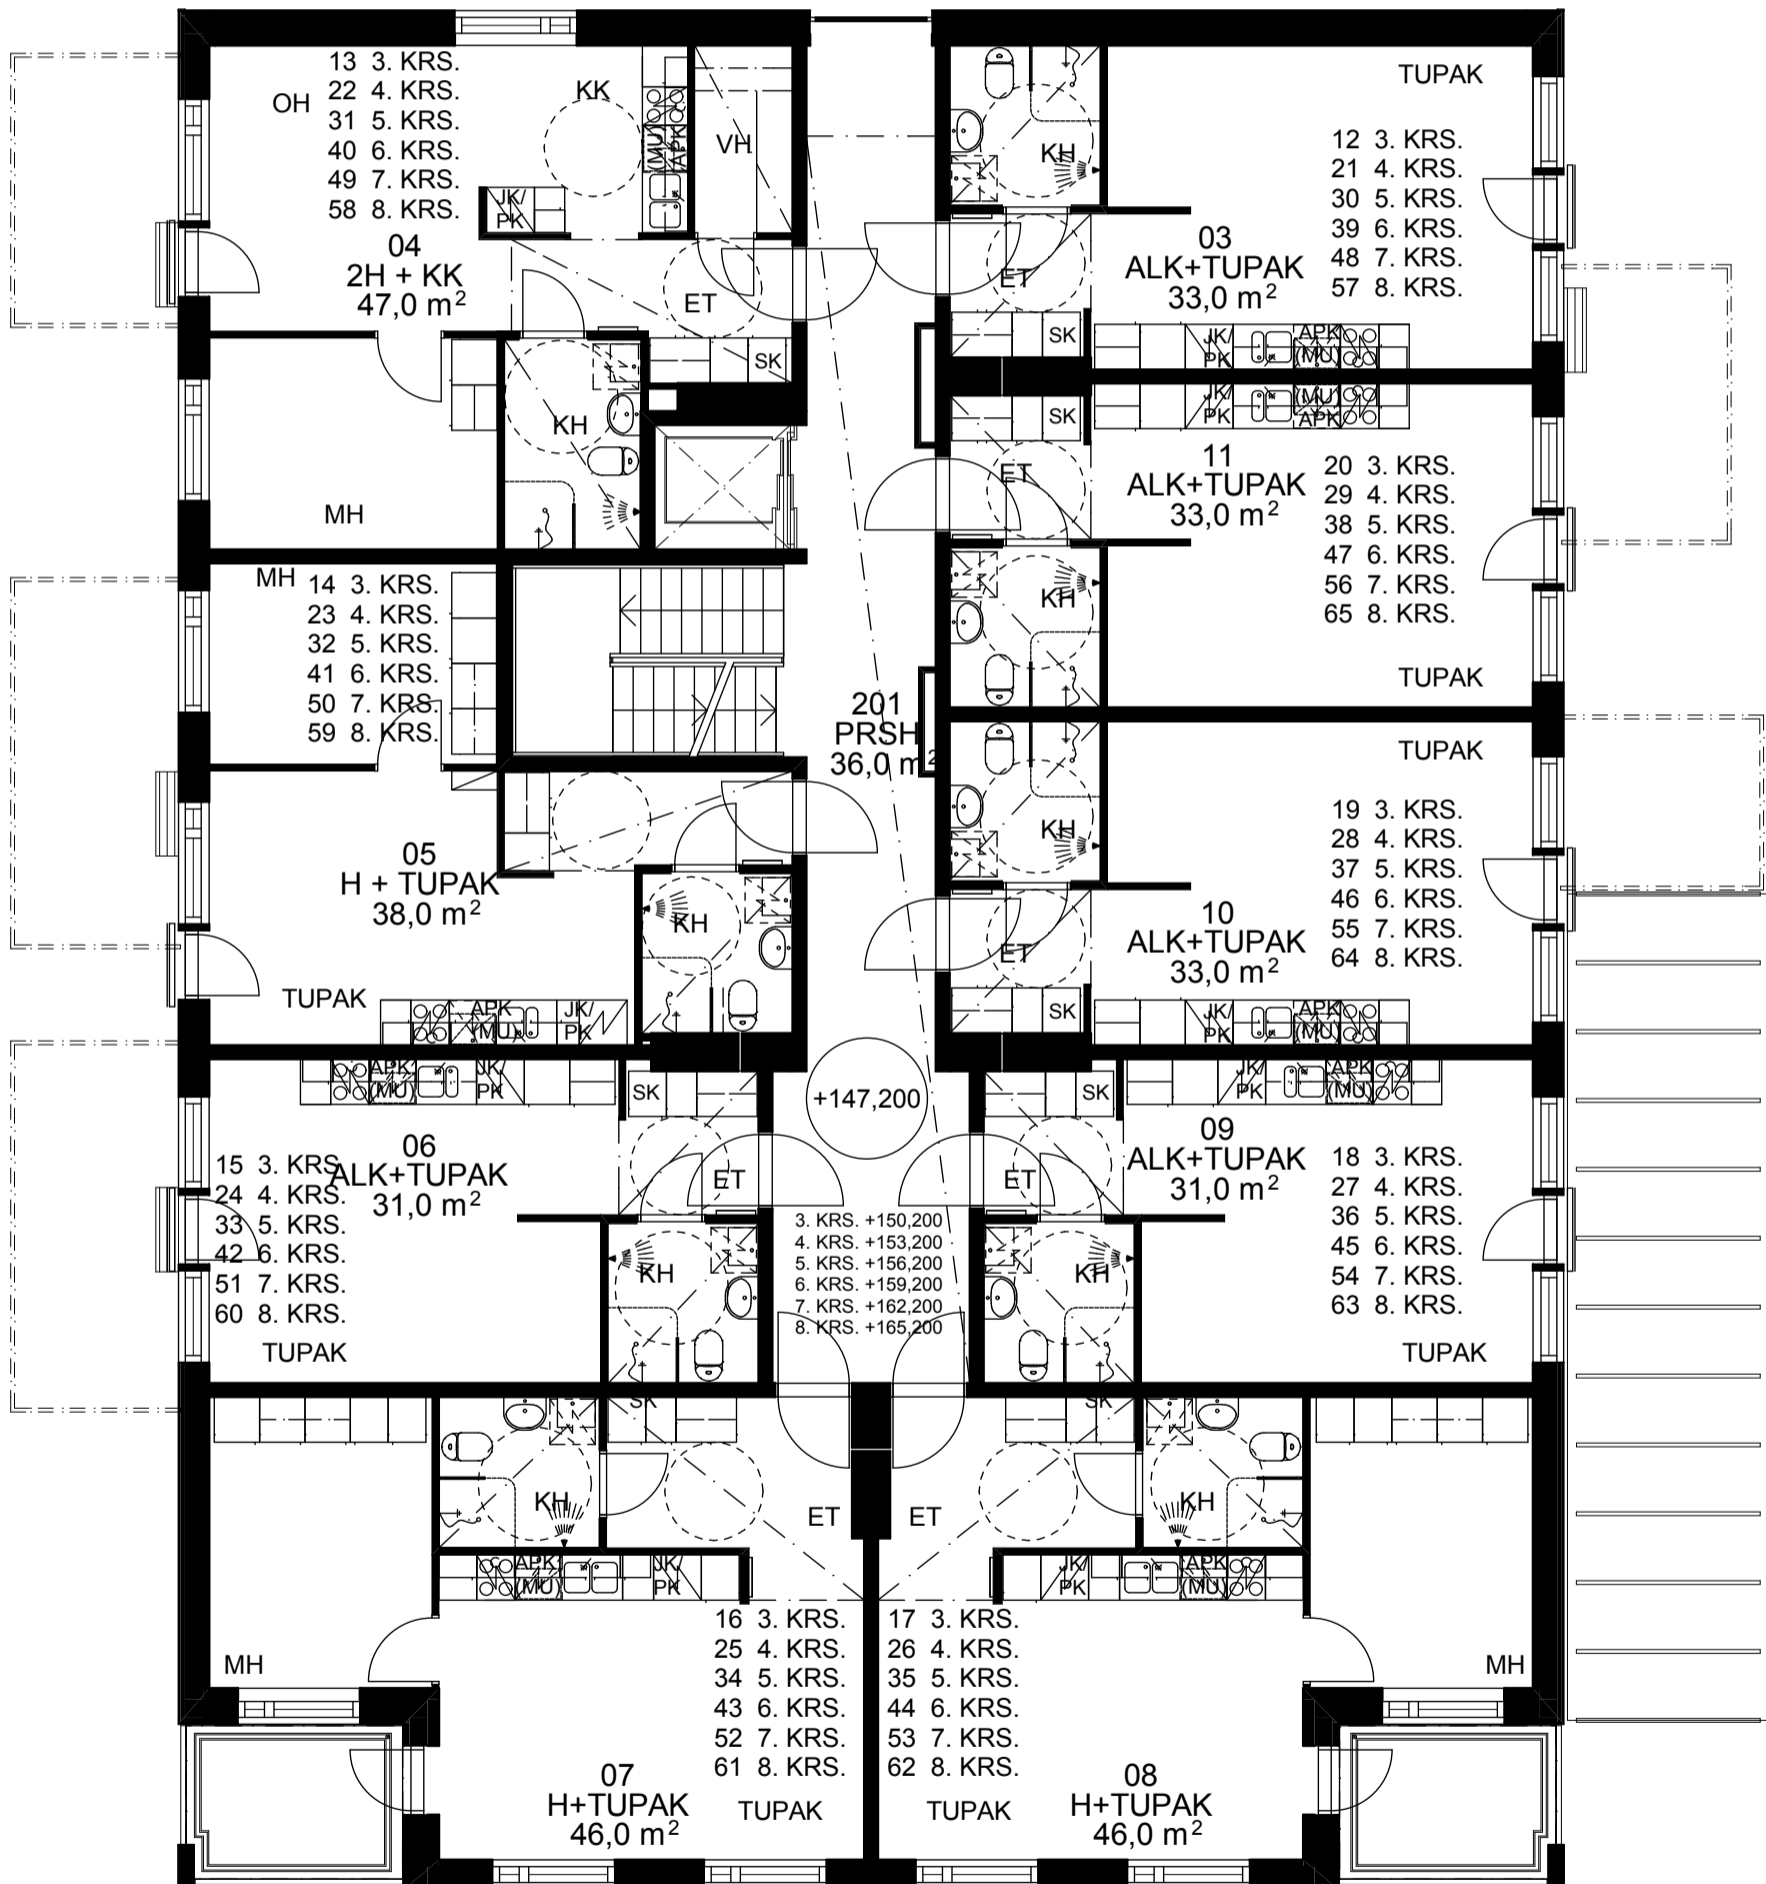 13 3. KRS.
22 4. KRS.
31 5. KRS.
40 6. KRS.
49 7. KRS.
58 8. KRS.
OH
KK
(MU)
APK
VH
JK/
PK
04
2H + KK
47,0 m²
ET
SK
KH
MH
TUPAK
12 3. KRS.
21 4. KRS.
30 5. KRS.
39 6. KRS.
48 7. KRS.
57 8. KRS.
KH
03
ALK+TUPAK
33,0 m²
ET
SK
JK/
PK
APK
(MU)
JK/
PK
(MU)
APK
SK
ET
11
ALK+TUPAK
33,0 m²
20 3. KRS.
29 4. KRS.
38 5. KRS.
47 6. KRS.
56 7. KRS.
65 8. KRS.
KH
TUPAK
MH
14 3. KRS.
23 4. KRS.
32 5. KRS.
41 6. KRS.
50 7. KRS.
59 8. KRS.
201
PRSH
36,0 m²
05
H + TUPAK
38,0 m²
KH
TUPAK
APK
(MU)
JK/
PK
TUPAK
19 3. KRS.
28 4. KRS.
37 5. KRS.
46 6. KRS.
55 7. KRS.
64 8. KRS.
KH
10
ALK+TUPAK
33,0 m²
ET
SK
JK/
PK
APK
(MU)
APK
(MU)
JK/
PK
SK
+147,200
SK
JK/
PK
APK
(MU)
06
ALK+TUPAK
31,0 m²
15 3. KRS.
24 4. KRS.
33 5. KRS.
42 6. KRS.
51 7. KRS.
60 8. KRS.
ET
KH
TUPAK
3. KRS. +150,200
4. KRS. +153,200
5. KRS. +156,200
6. KRS. +159,200
7. KRS. +162,200
8. KRS. +165,200
09
ALK+TUPAK
31,0 m²
18 3. KRS.
27 4. KRS.
36 5. KRS.
45 6. KRS.
54 7. KRS.
63 8. KRS.
ET
KH
TUPAK
SK
KH
ET
APK
(MU)
JK/
PK
MH
16 3. KRS.
25 4. KRS.
34 5. KRS.
43 6. KRS.
52 7. KRS.
61 8. KRS.
07
H+TUPAK
46,0 m²
TUPAK
SK
KH
ET
JK/
PK
APK
(MU)
MH
17 3. KRS.
26 4. KRS.
35 5. KRS.
44 6. KRS.
53 7. KRS.
62 8. KRS.
TUPAK
08
H+TUPAK
46,0 m²